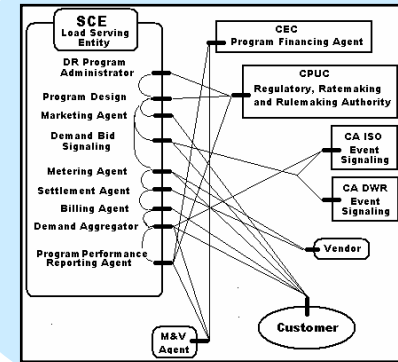 SCE
Load Serving
Entity
DR Program
Administrator
Program Design
Marketing Agent
Demand Bid
Signaling
Metering Agent
Settlement Agent
Billing Agent
Demand Aggregator
Program Performance
Reporting Agent
CEC
Program Financing Agent
CPUC
Regulatory, Ratemaking
and Rulemaking Authority
CA ISO
Event
Signaling
CA DWR
Event
Signaling
Vendor
Customer
M&V
Agent